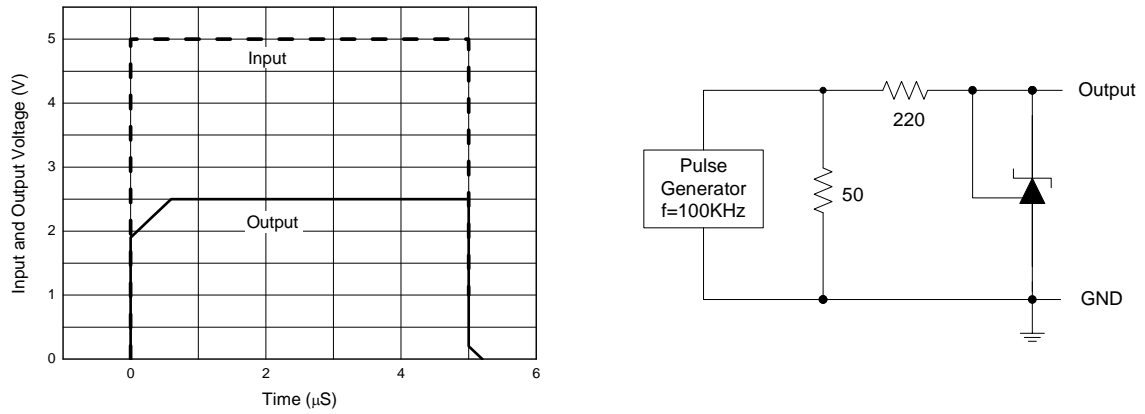 Input and Output Voltage (V)
5
4
3
2
1
0
Input
Output
0
2
4
6
Time (μS)
Pulse
Generator
f=100KHz
50
220
Output
GND